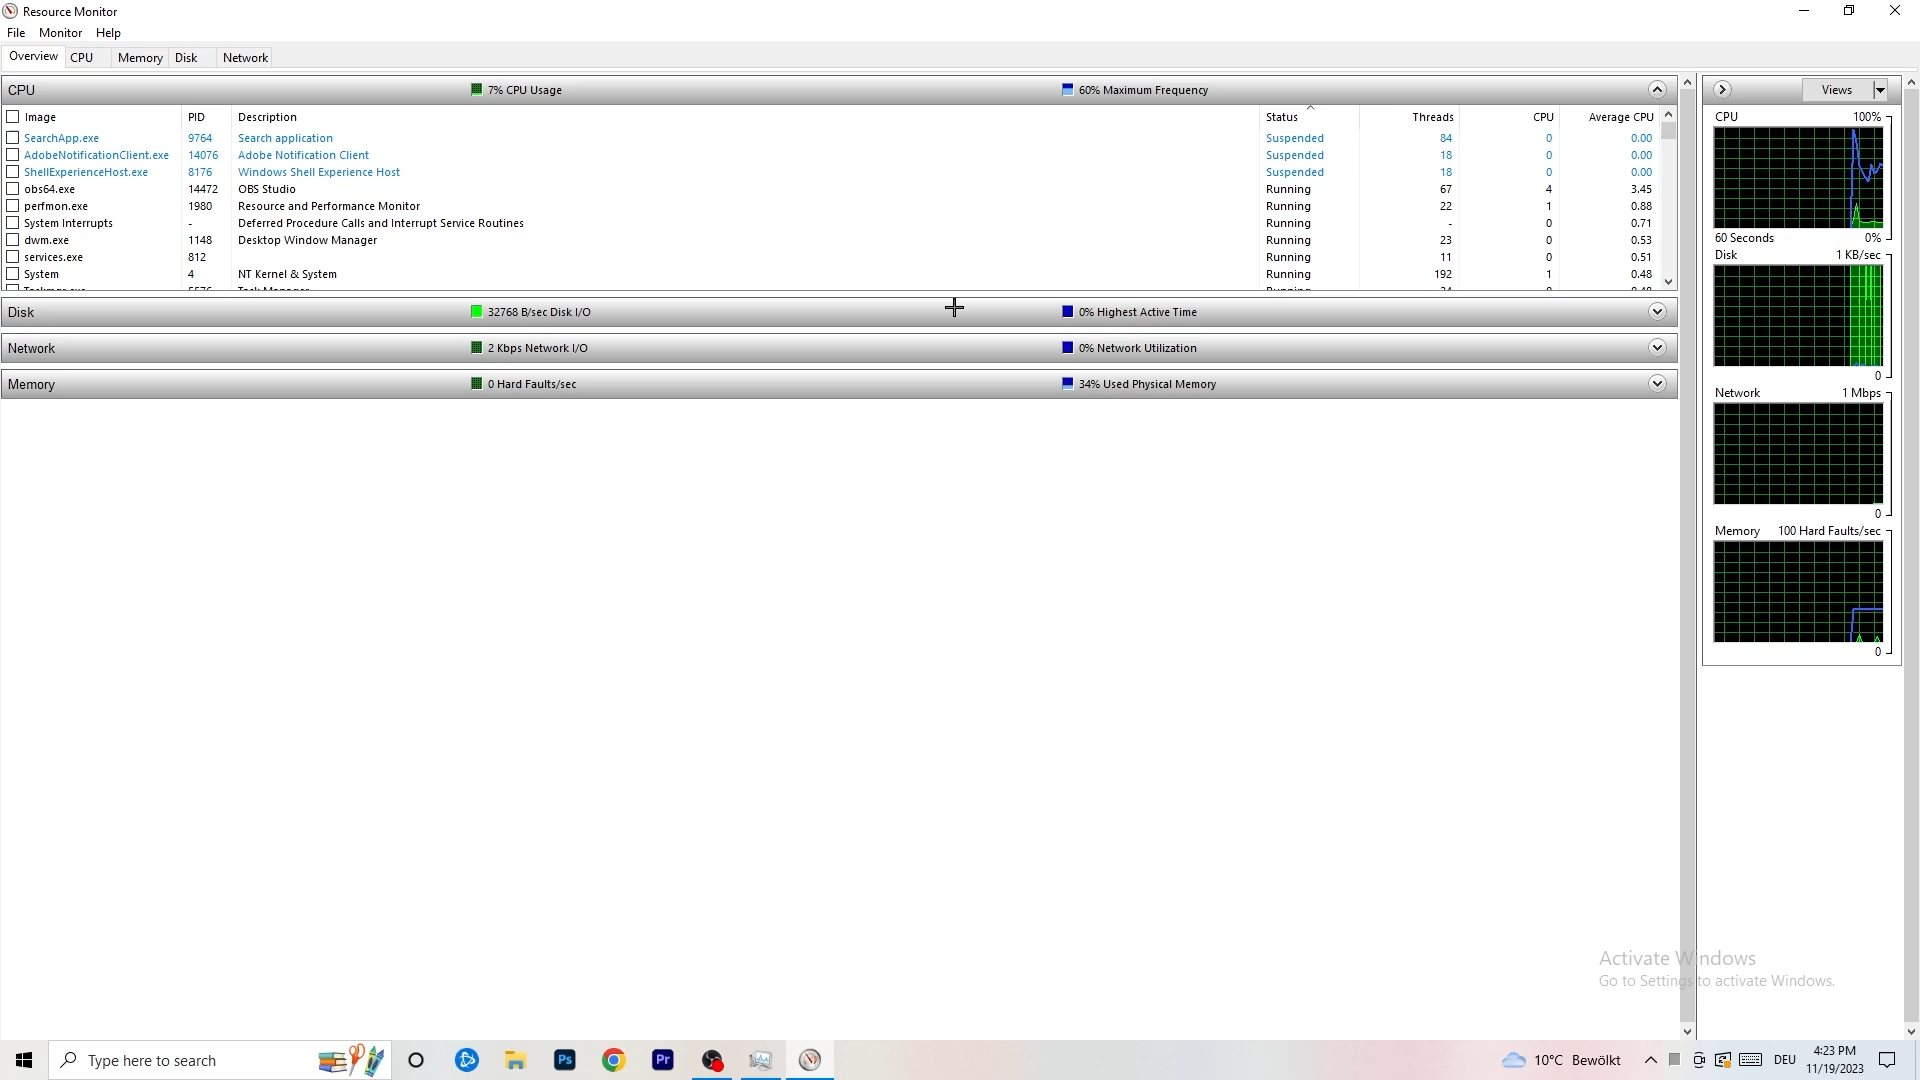 Resource Monitor
File Monitor Help
Overview CPU Memory Disk Network
CPU 7% CPU Usage 60% Maximum Frequency
Image PID Description Status Threads CPU Average CPU
SearchApp.exe 9764 Search application Suspended 84 0 0.00
AdobeNotificationClient.exe 14076 Adobe Notification Client Suspended 18 0 0.00
ShellExperienceHost.exe 8176 Windows Shell Experience Host Suspended 18 0 0.00
obs64.exe 14472 OBS Studio Running 67 4 3.45
perfmon.exe 1980 Resource and Performance Monitor Running 22 1 0.88
System Interrupts - Deferred Procedure Calls and Interrupt Service Routines Running - 0 0.71
dwm.exe 1148 Desktop Window Manager Running 23 0 0.53
services.exe 812 Running 11 0 0.51
System 4 NT Kernel & System Running 192 1 0.48
Disk 32768 B/sec Disk I/O 0% Highest Active Time
Network 2 Kbps Network I/O 0% Network Utilization
Memory 0 Hard Faults/sec 34% Used Physical Memory
Views
CPU 100%
60 Seconds 0%
Disk 1 KB/sec
0
Network 1 Mbps
0
Memory 100 Hard Faults/sec
0
Activate Windows
Go to Settings to activate Windows.
Type here to search
Ps
Pr
10°C Bewölkt
DEU
4:23 PM
11/19/2023